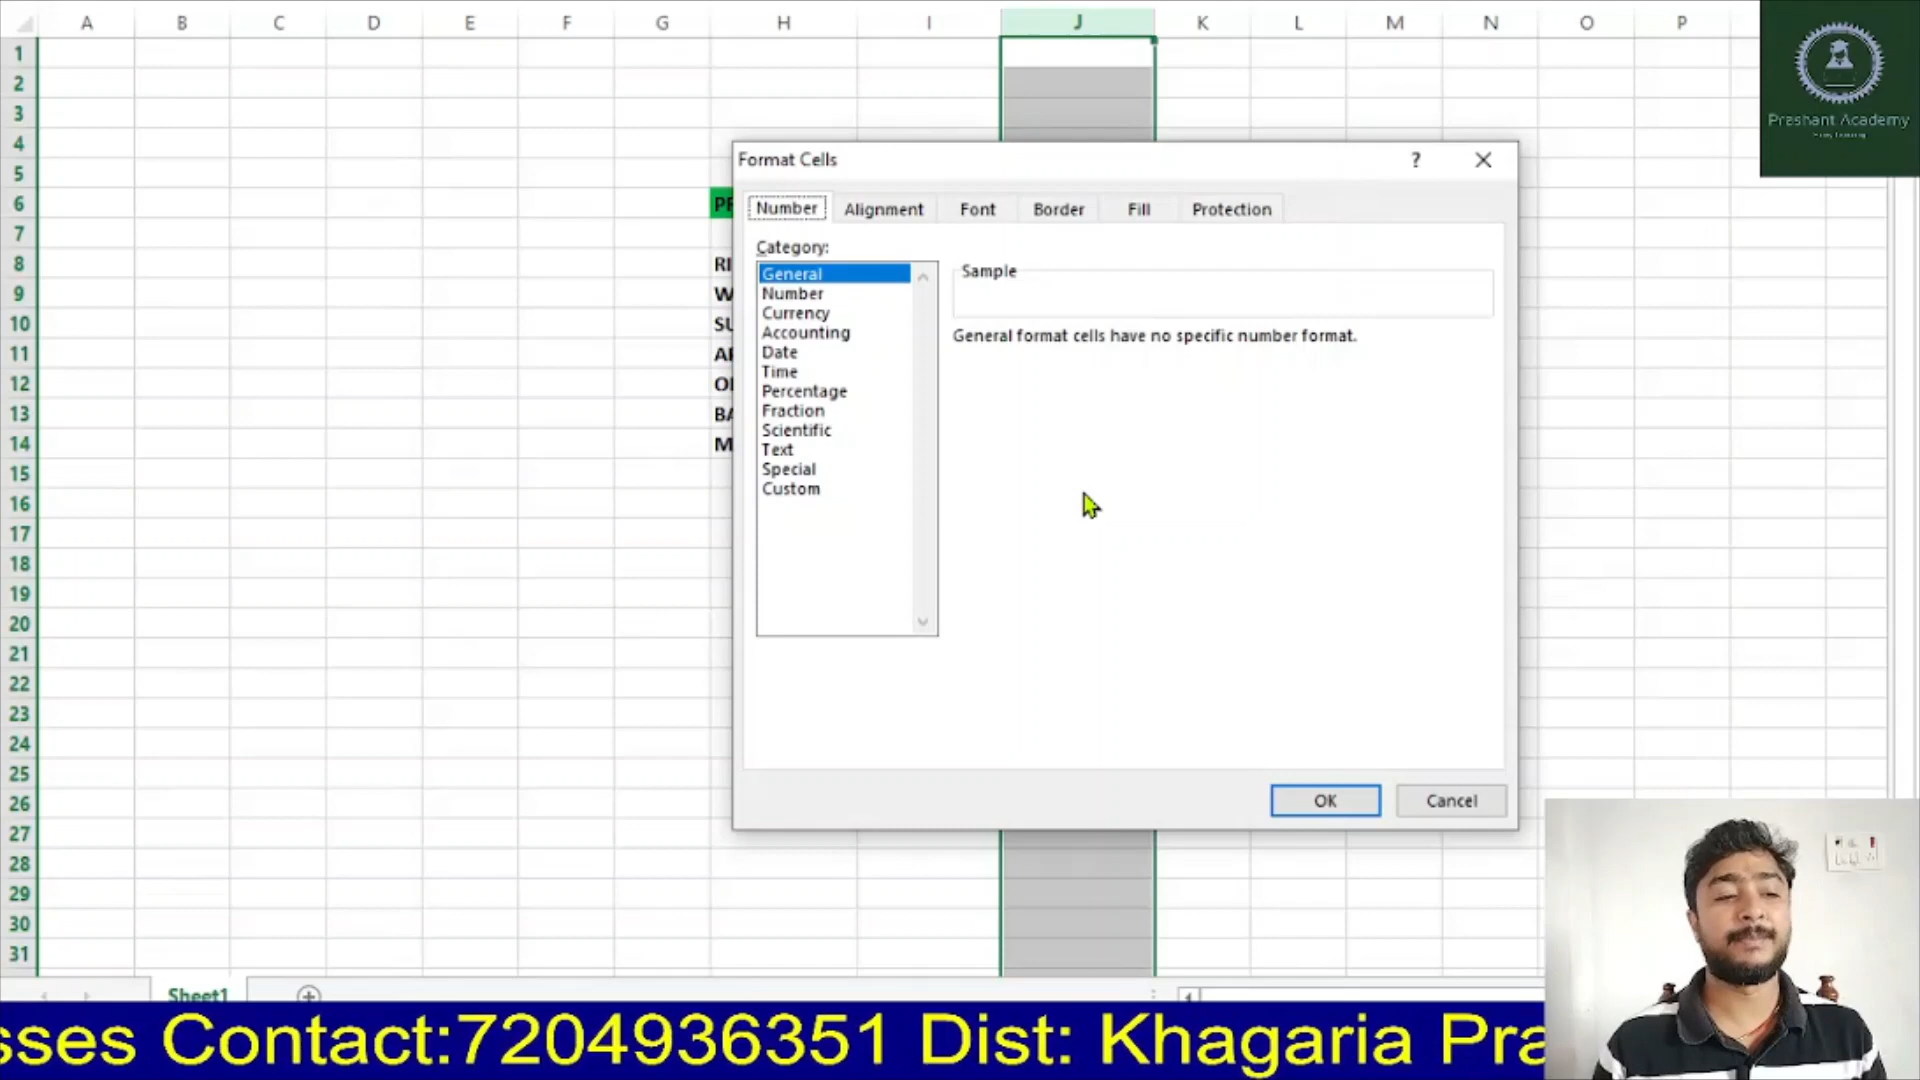 A B C D E F G H I J K L M N O P
Prashant Academy
1
2
3
4
5
6
7
8
9
10
11
12
13
14
15
16
17
18
19
20
21
22
23
24
25
26
27
28
29
30
31
Format Cells ? 
Number Alignment Font Border Fill Protection
Category:
General
Number
Currency
Accounting
Date
Time
Percentage
Fraction
Scientific
Text
Special
Custom
Sample
General format cells have no specific number format.
OK Cancel
Sheet1
sses Contact:7204936351 Dist: Khagaria Pra